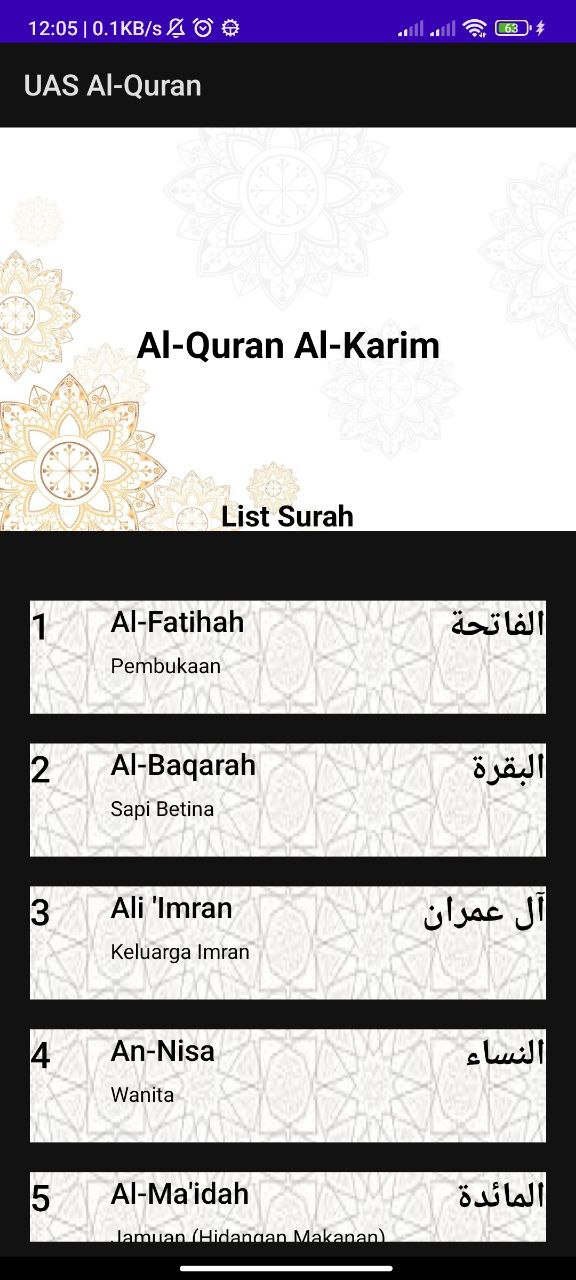 12:05 | 0.1KB/s 63
UAS Al-Quran
Al-Quran Al-Karim
List Surah
1 Al-Fatihah الفاتحة
Pembukaan
2 Al-Baqarah البقرة
Sapi Betina
3 Ali 'Imran آل عمران
Keluarga Imran
4 An-Nisa النساء
Wanita
5 Al-Ma'idah المائدة
Jamuan (Hidangan Makanan)